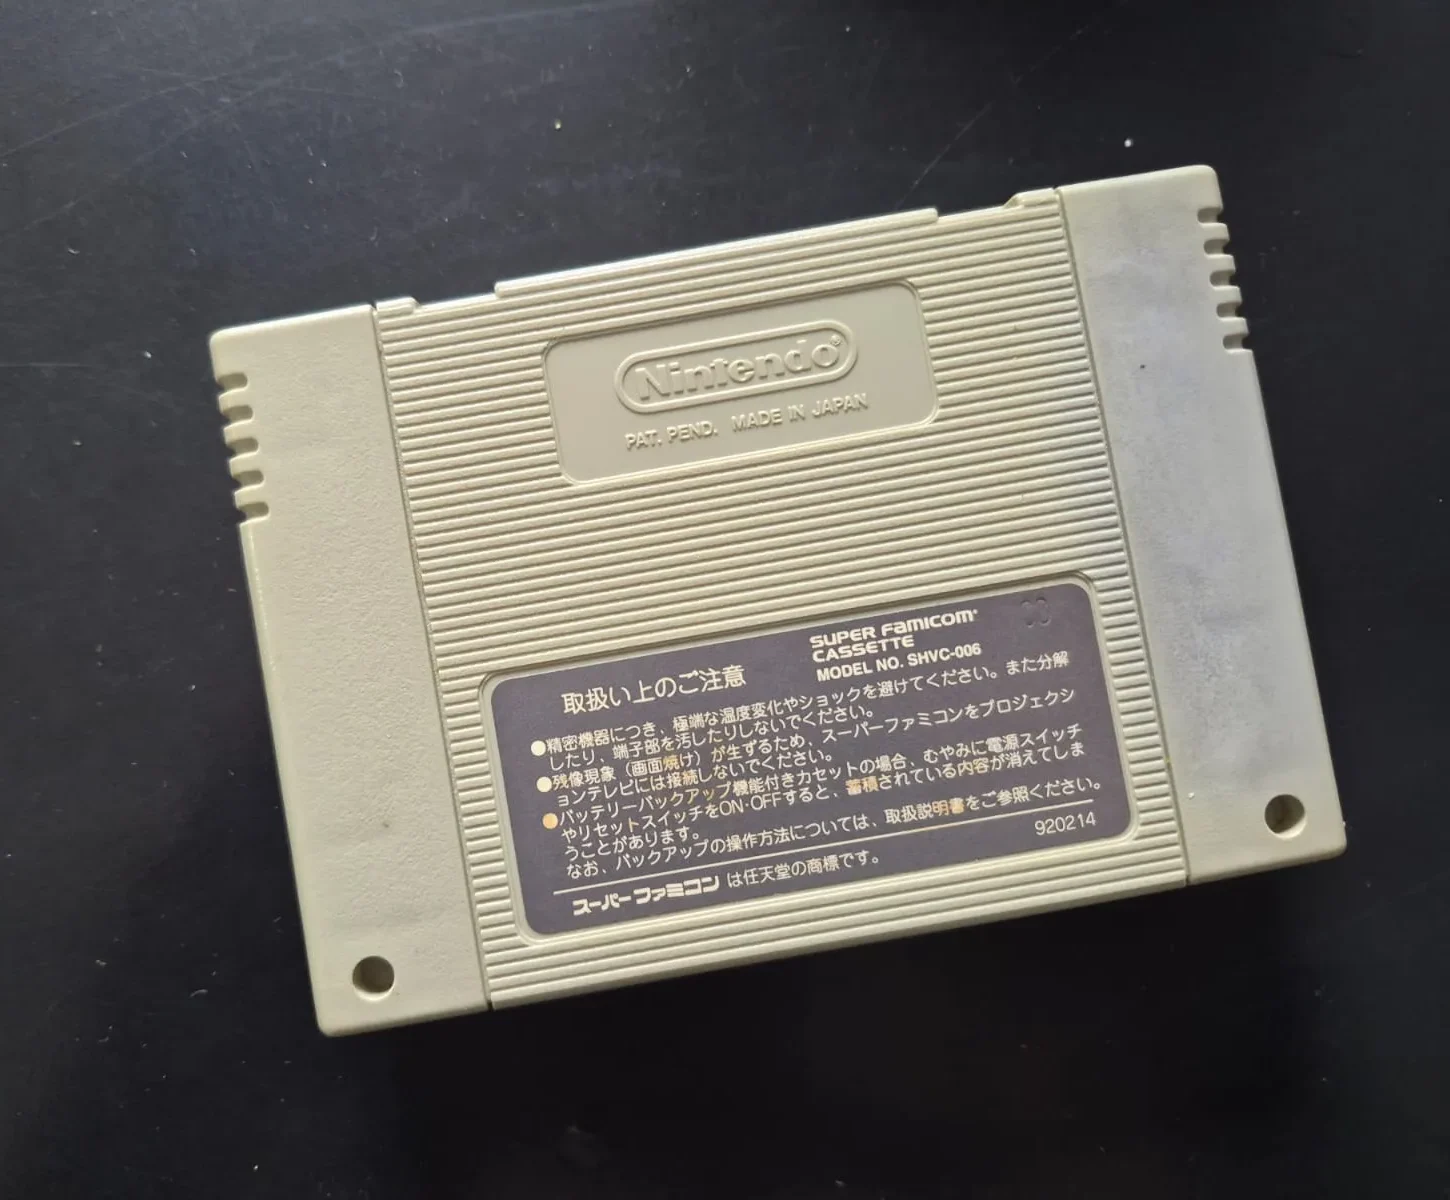 Nintendo®
PAT. PEND. MADE IN JAPAN
SUPER FAMICOM
CASSETTE
MODEL NO. SHVC-006
取扱い上のご注意
●精密機器につき、極端な温度変化やショックを避けてください。また分解
したり、端子部を汚したりしないでください。
●残像現象（画面焼け）が生ずるため、スーパーファミコンをプロジェクシ
ョンテレビには接続しないでください。
●バッテリーバックアップ機能付きカセットの場合、むやみに電源スイッチ
やリセットスイッチをON・OFFすると、蓄積されている内容が消えてしま
うことがあります。
なお、バックアップの操作方法については、取扱説明書をご参照ください。
920214
スーパーファミコン は任天堂の商標です。